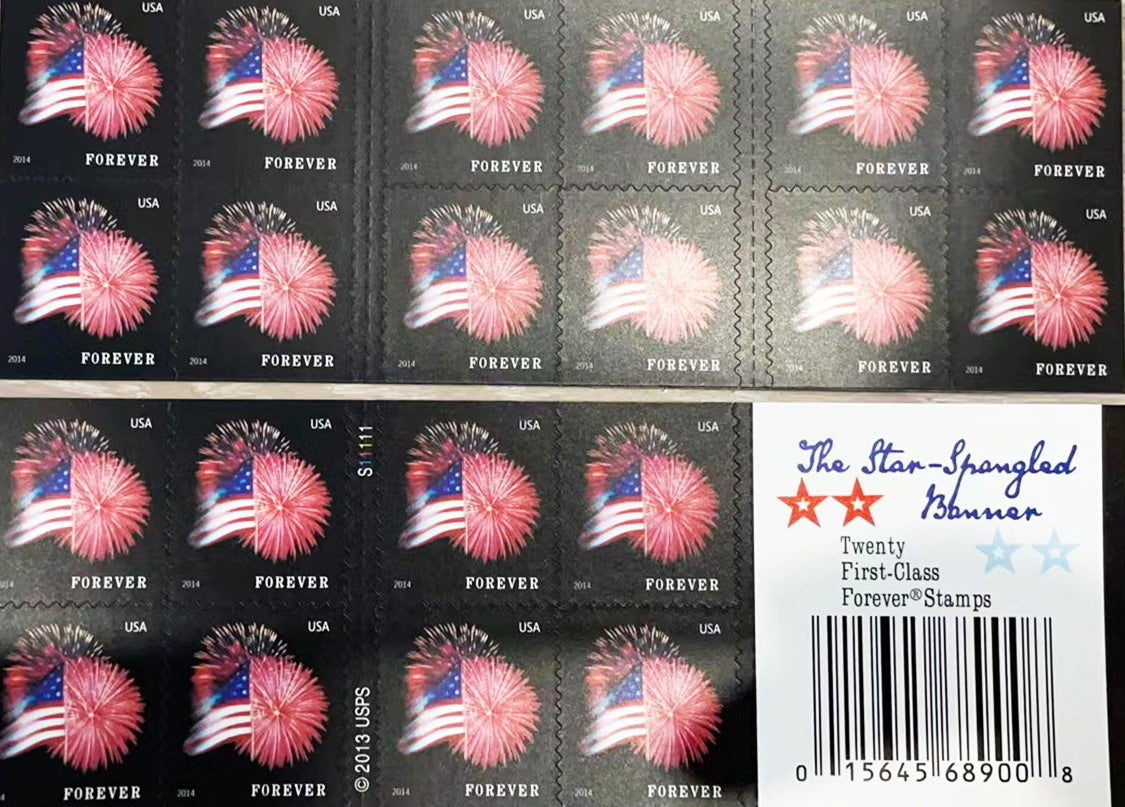 USA USA USA USA USA USA
2014 FOREVER 2014 FOREVER 2014 FOREVER 2014 FOREVER 2014 FOREVER 2014 FOREVER
USA USA USA USA USA USA
2014 FOREVER 2014 FOREVER 2014 FOREVER 2014 FOREVER 2014 FOREVER 2014 FOREVER
USA USA USA USA
FOREVER 2014 FOREVER 2014 FOREVER 2014 FOREVER
S11111
USA USA USA USA
FOREVER 2014 FOREVER 2014 FOREVER 2014 FOREVER
© 2013 USPS
The Star-Spangled
Banner
Twenty
First-Class
Forever® Stamps
0 15645 68900 8